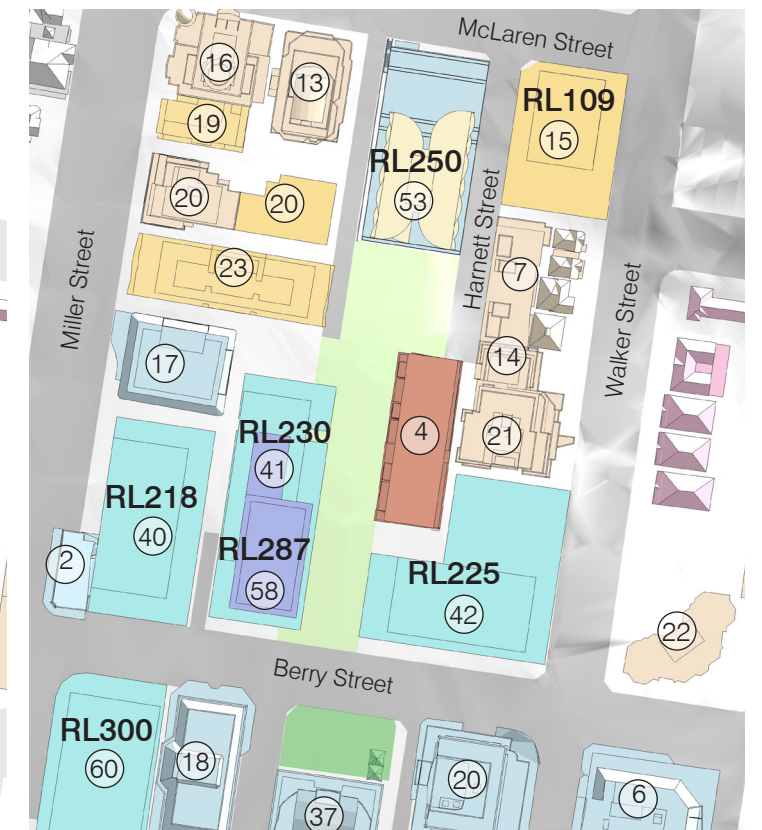 McLaren Street
16
13
RL109
19
15
RL250
20
20
53
Harnett Street
Miller Street
23
7
Walker Street
17
14
RL230
4
21
41
RL218
40
RL287
2
RL225
58
42
22
Berry Street
RL300
60
18
20
37
6